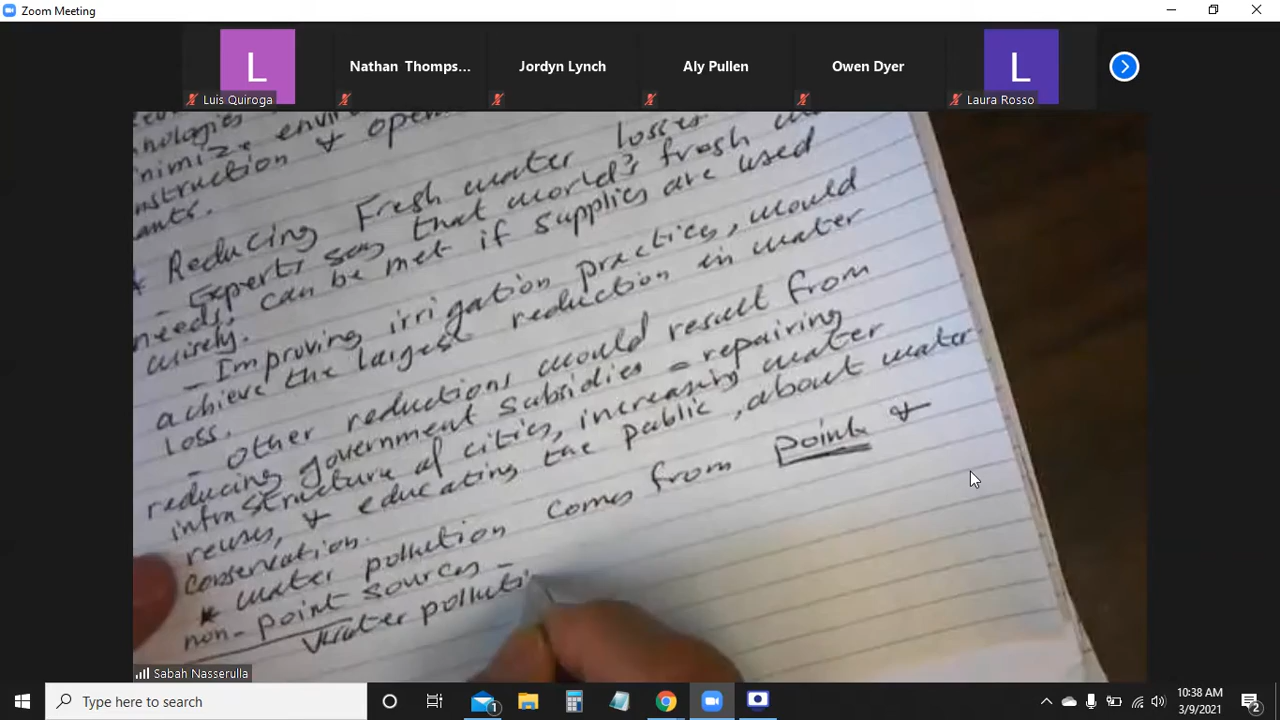 Zoom Meeting
L
Luis Quiroga
Nathan Thomps...
Jordyn Lynch
Aly Pullen
Owen Dyer
L
Laura Rosso
construction & 
* Reducing Fresh water losses
- Experts say that world's fresh
needs, can be met if supplies are used
wisely.
- Improving irrigation practices, would
achieve the largest reduction in water
loss.
- Other reductions would result from
reducing government subsidies - repairing
infrastructure of cities, increasing water
reuses, & educating the public, about water
conservation.
* water pollution comes from point &
non-point sources -
water polluti
Sabah Nasserulla
Type here to search
1
10:38 AM
3/9/2021
2